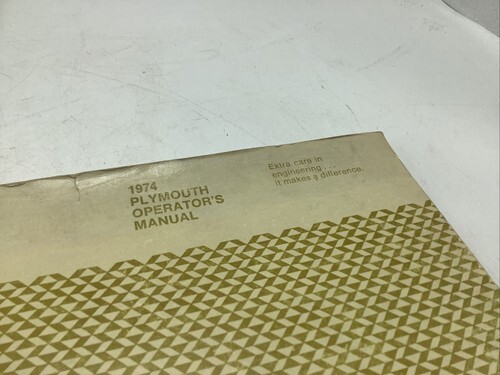 1974
PLYMOUTH
OPERATOR'S
MANUAL
Extra care in
engineering...
it makes a difference.